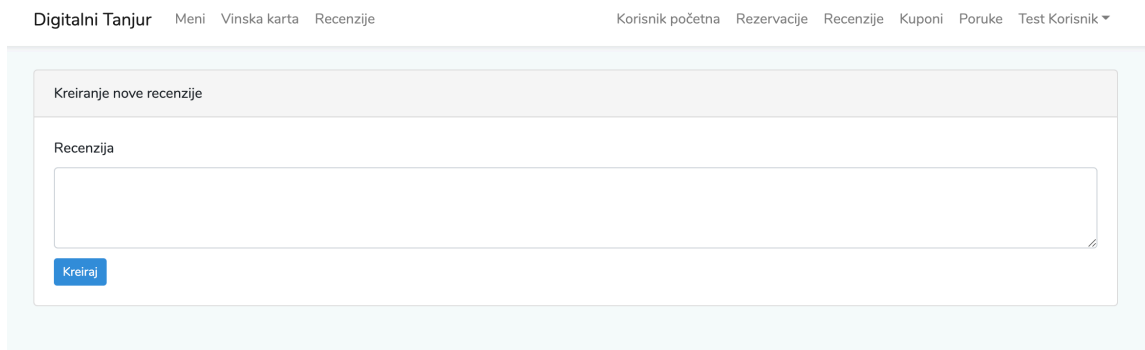 Digitalni Tanjur Meni Vinska karta Recenzije Korisnik početna Rezervacije Recenzije Kuponi Poruke Test Korisnik
Kreiranje nove recenzije
Recenzija
Kreiraj